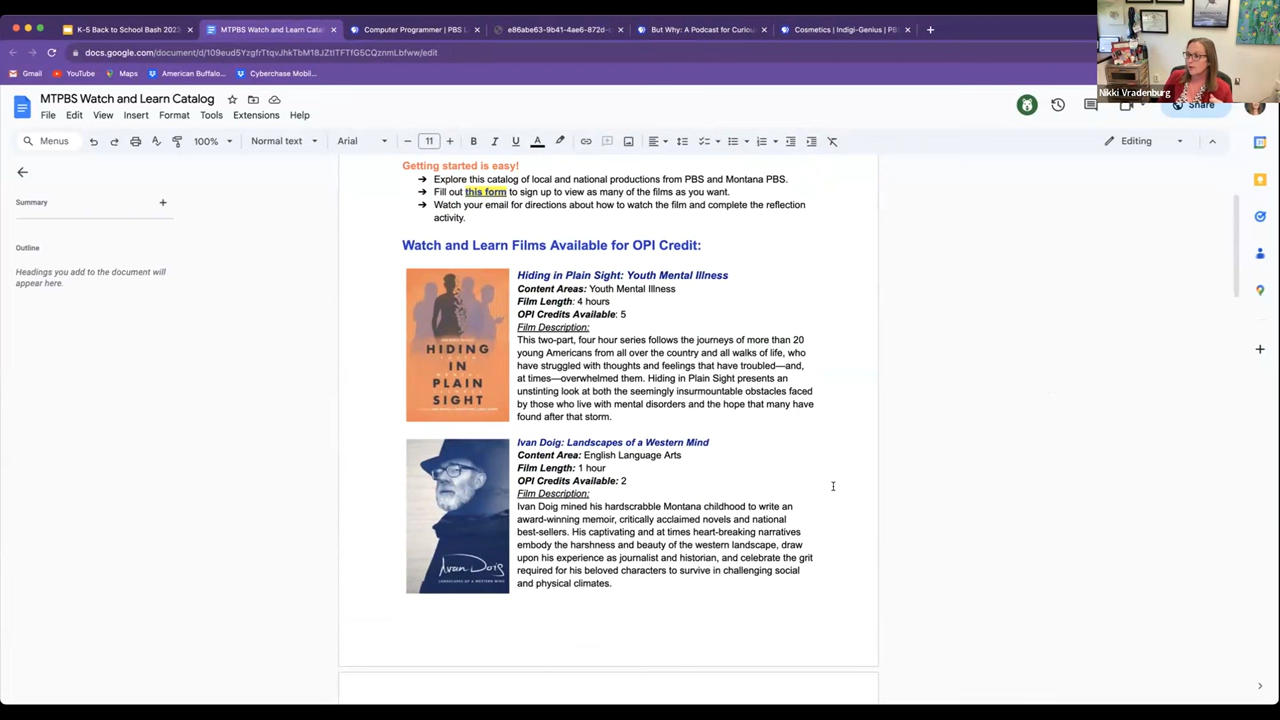 K-5 Back to School Bash 2023
MTPBS Watch and Learn Cata
Computer Programmer | PBS L
e86abe63-9b41-4ae6-872d-
But Why: A Podcast for Curiou
Cosmetics | Indigi-Genius | PB
docs.google.com/document/d/109eud5YzgfrTtqvJhkTbM18JZtITFTfG5CQznmLbfww/edit
Gmail
YouTube
Maps
American Buffalo...
Cyberchase Mobil...
Nikki Vradenburg
MTPBS Watch and Learn Catalog
File Edit View Insert Format Tools Extensions Help
Share
Menus
100%
Normal text
Arial
11
Editing
Summary
Outline
Headings you add to the document will
appear here.
Getting started is easy!
➔ Explore this catalog of local and national productions from PBS and Montana PBS.
➔ Fill out this form to sign up to view as many of the films as you want.
➔ Watch your email for directions about how to watch the film and complete the reflection
activity.
Watch and Learn Films Available for OPI Credit:
HIDING
IN
PLAIN
SIGHT
Hiding in Plain Sight: Youth Mental Illness
Content Areas: Youth Mental Illness
Film Length: 4 hours
OPI Credits Available: 5
Film Description:
This two-part, four hour series follows the journeys of more than 20
young Americans from all over the country and all walks of life, who
have struggled with thoughts and feelings that have troubled—and,
at times—overwhelmed them. Hiding in Plain Sight presents an
unstinting look at both the seemingly insurmountable obstacles faced
by those who live with mental disorders and the hope that many have
found after that storm.
Ivan Doig
LANDSCAPES OF A WESTERN MIND
Ivan Doig: Landscapes of a Western Mind
Content Area: English Language Arts
Film Length: 1 hour
OPI Credits Available: 2
Film Description:
Ivan Doig mined his hardscrabble Montana childhood to write an
award-winning memoir, critically acclaimed novels and national
best-sellers. His captivating and at times heart-breaking narratives
embody the harshness and beauty of the western landscape, draw
upon his experience as journalist and historian, and celebrate the grit
required for his beloved characters to survive in challenging social
and physical climates.